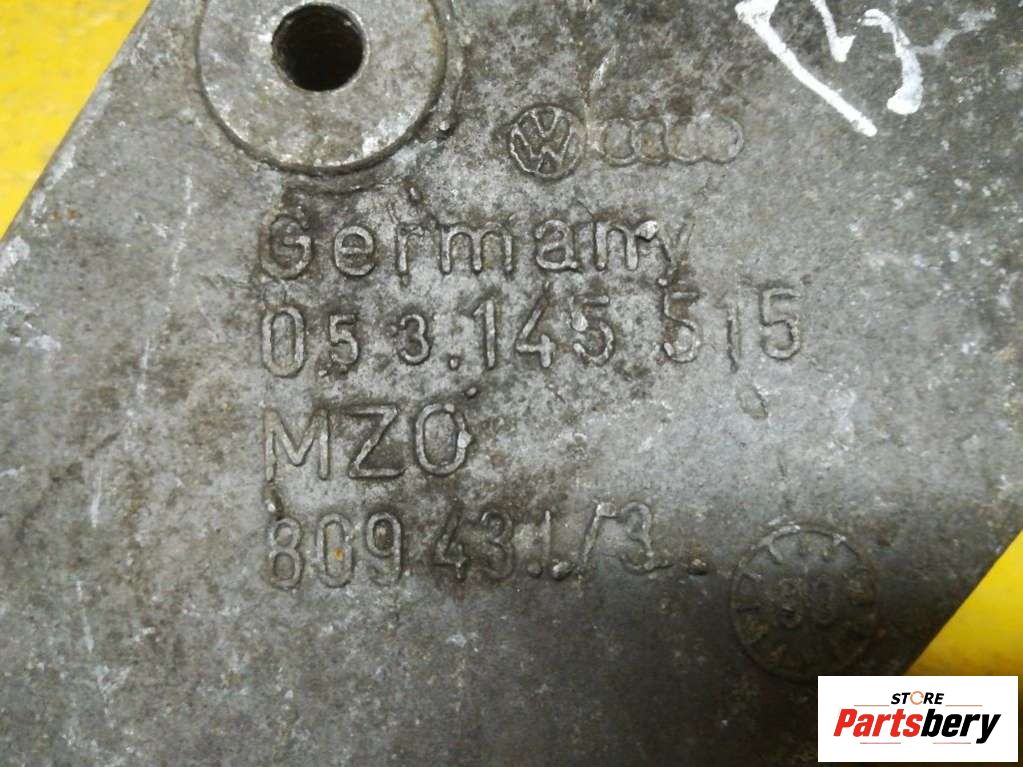 Germany
053.145 515
MZO
809 431./3.
STORE
Partsbery